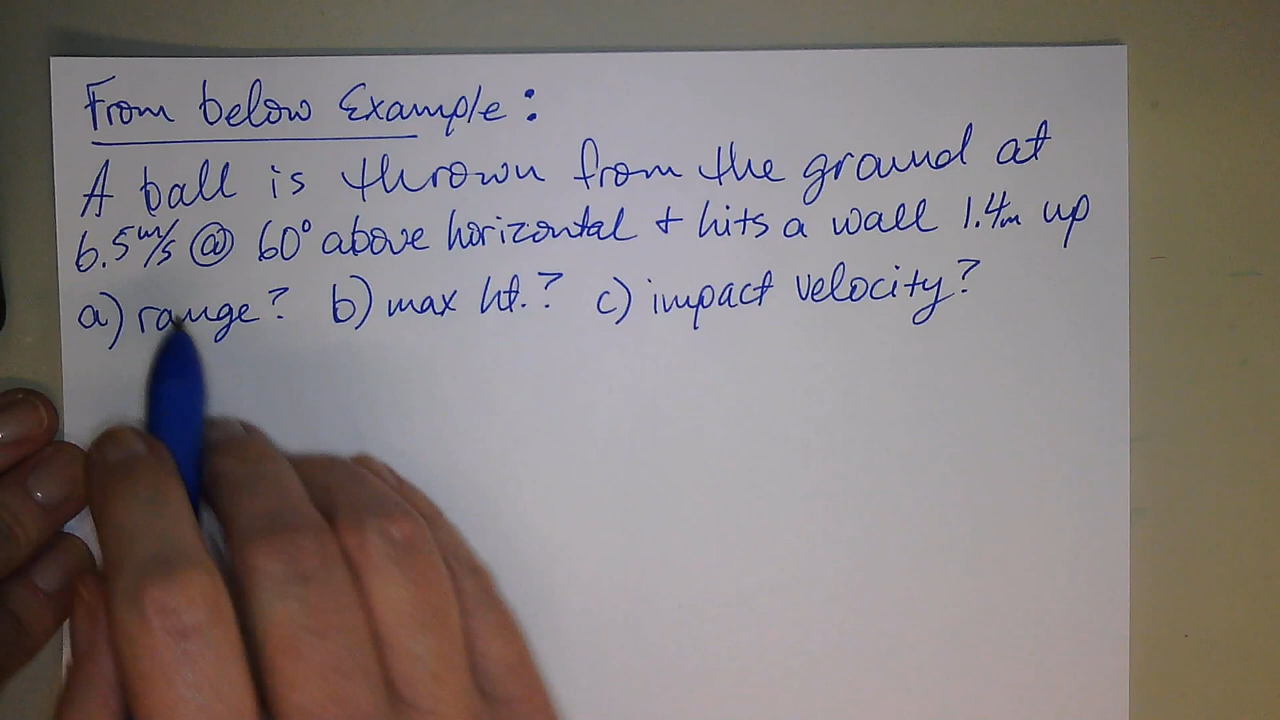 From below Example:
A ball is thrown from the ground at
6.5 m/s @ 60° above horizontal + hits a wall 1.4m up
a) range? b) max ht.? c) impact velocity?